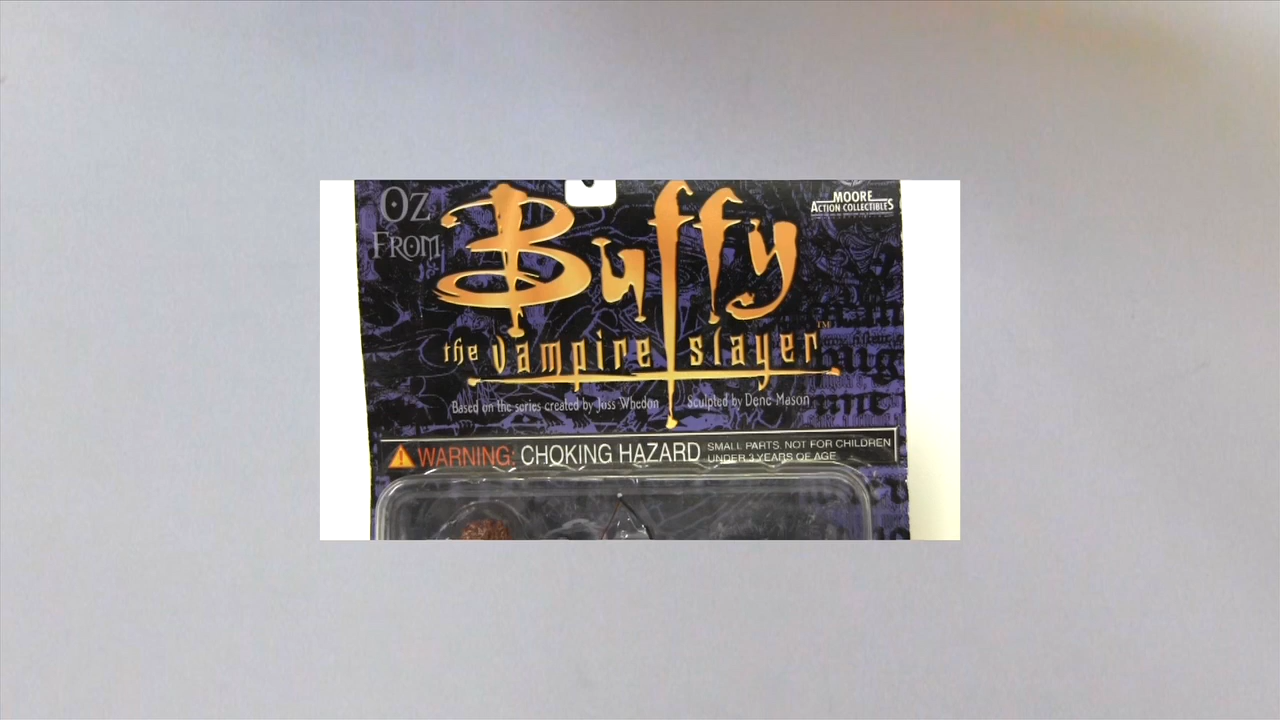 Oz
From
Buffy
the vampire slayer™
MOORE
ACTION COLLECTIBLES
Based on the series created by Joss Whedon Sculpted by Dene Mason
WARNING: CHOKING HAZARD
SMALL PARTS. NOT FOR CHILDREN
UNDER 3 YEARS OF AGE